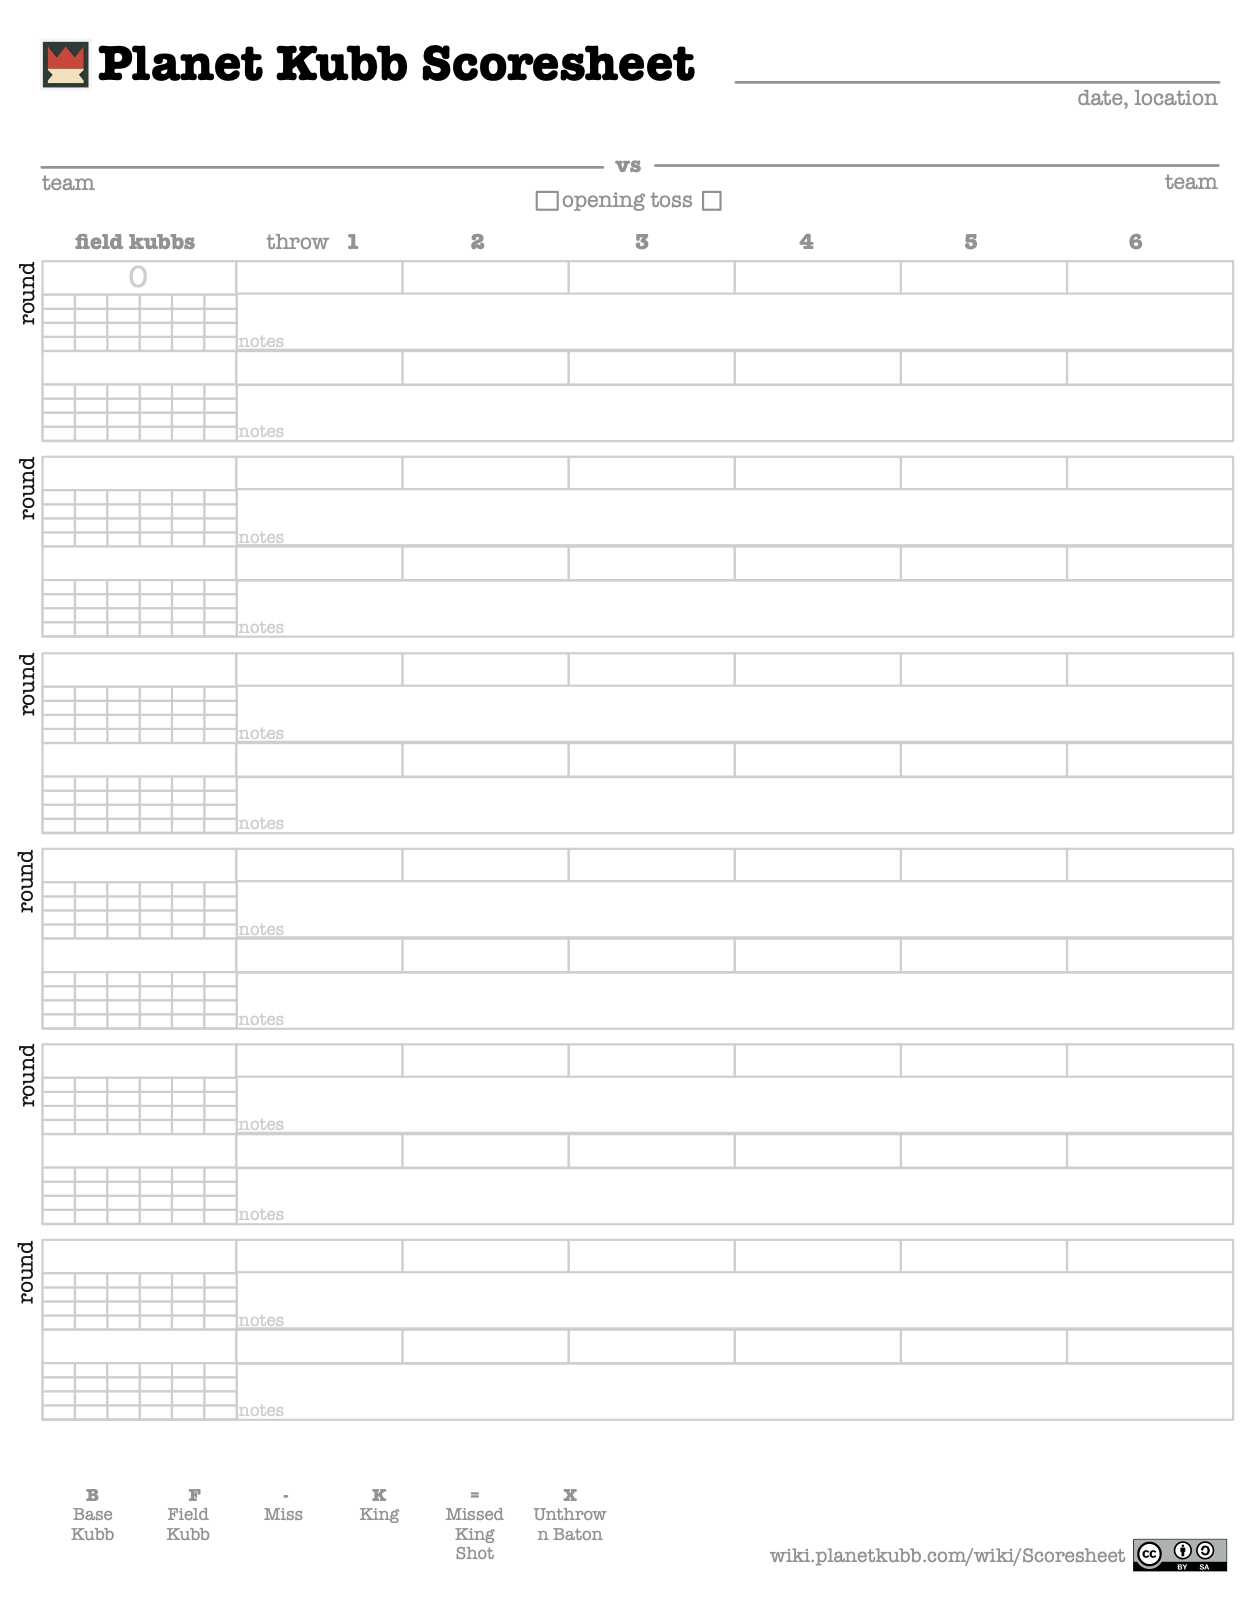 Planet Kubb Scoresheet
date, location
vs
team
team
opening toss
field kubbs throw 1 2 3 4 5 6
round
0
notes
notes
round
notes
notes
round
notes
notes
round
notes
notes
round
notes
notes
round
notes
notes
B F - K = X
Base Field Miss King Missed Unthrow
Kubb Kubb King n Baton
Shot
wiki.planetkubb.com/wiki/Scoresheet
cc
BY SA